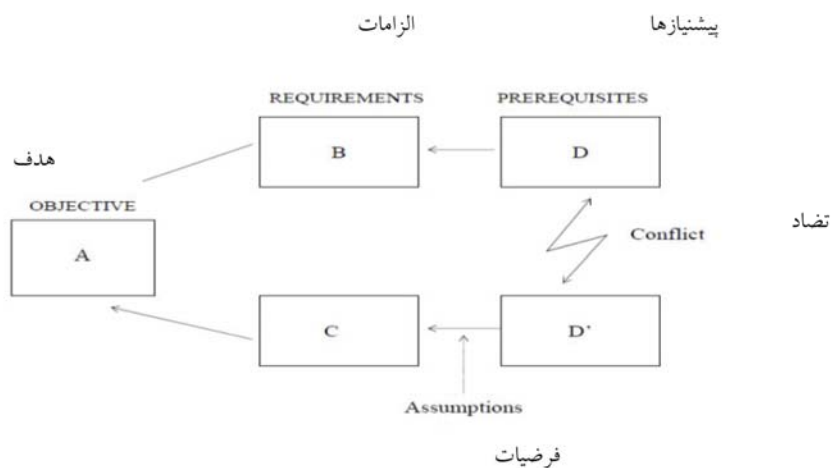 پیشنیازها
الزامات
REQUIREMENTS
PREREQUISITES
B
D
هدف
OBJECTIVE
A
Conflict
تضاد
C
D’
Assumptions
فرضیات